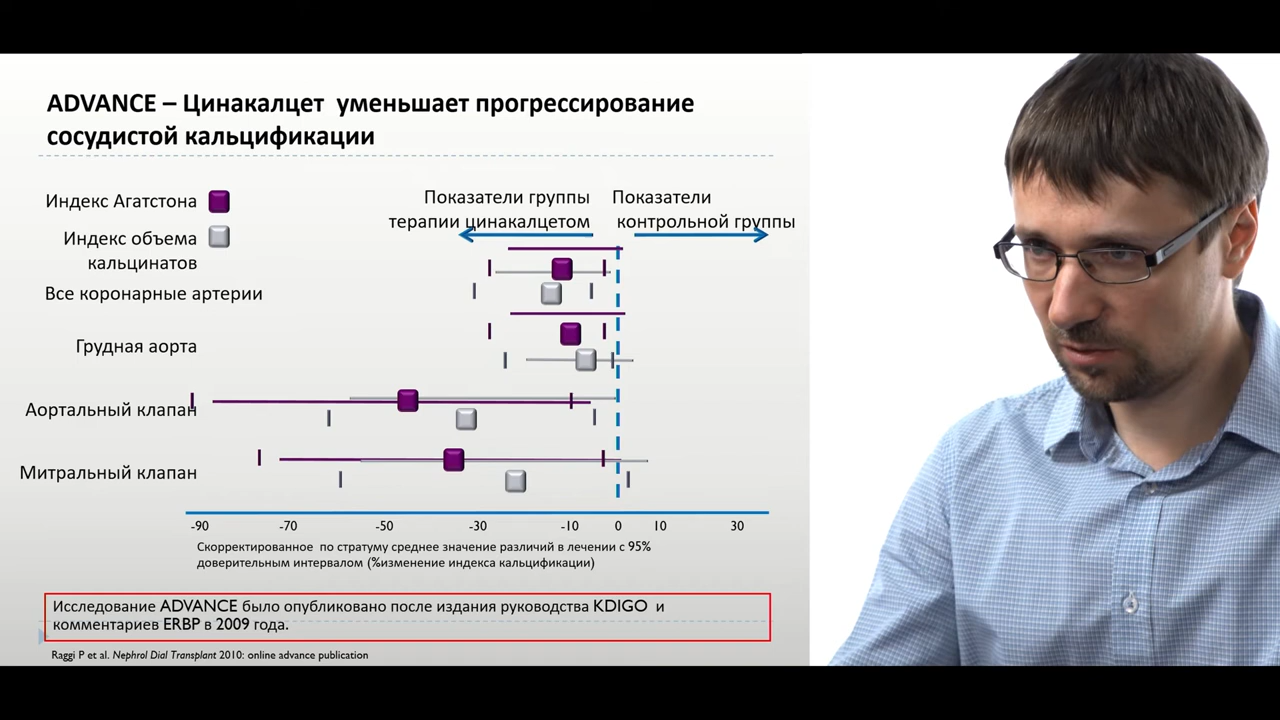 ADVANCE – Цинакалцет уменьшает прогрессирование
сосудистой кальцификации
Индекс Агатстона
Индекс объема
кальцинатов
Показатели группы
терапии цинакалцетом
Показатели
контрольной группы
Все коронарные артерии
Грудная аорта
Аортальный клапан
Митральный клапан
-90 -70 -50 -30 -10 0 10 30
Скорректированное по стратуму среднее значение различий в лечении с 95%
доверительным интервалом (%изменение индекса кальцификации)
Исследование ADVANCE было опубликовано после издания руководства KDIGO и
комментариев ERBP в 2009 года.
Raggi P et al. Nephrol Dial Transplant 2010: online advance publication